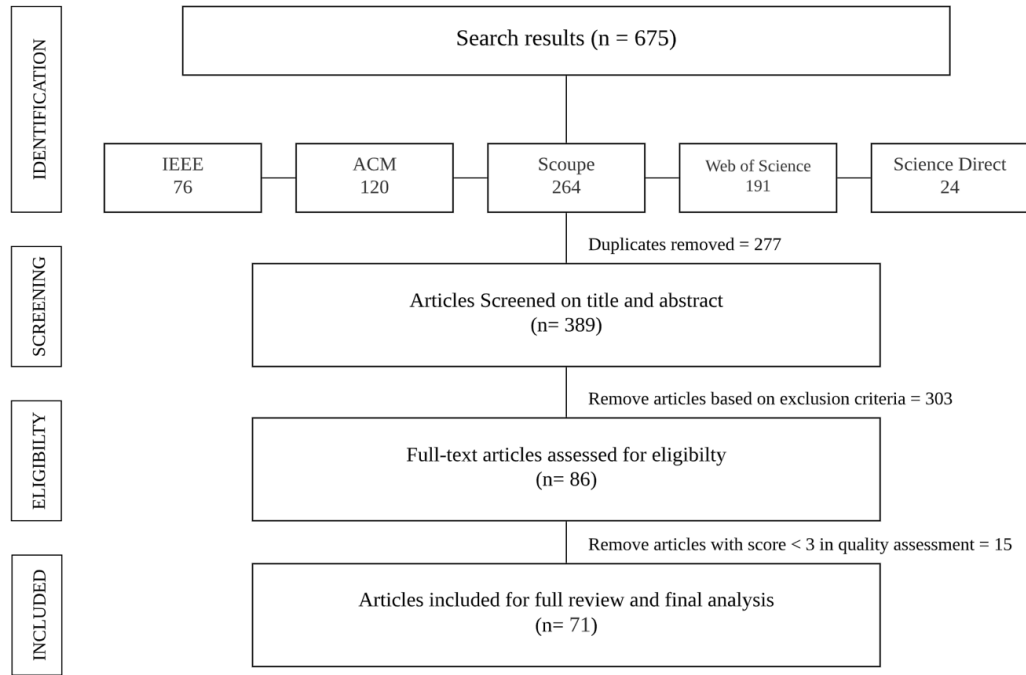 IDENTIFICATION
Search results (n = 675)
IEEE
76
ACM
120
Scoupe
264
Web of Science
191
Science Direct
24
Duplicates removed = 277
SCREENING
Articles Screened on title and abstract
(n= 389)
Remove articles based on exclusion criteria = 303
ELIGIBILTY
Full-text articles assessed for eligibilty
(n= 86)
Remove articles with score < 3 in quality assessment = 15
INCLUDED
Articles included for full review and final analysis
(n= 71)